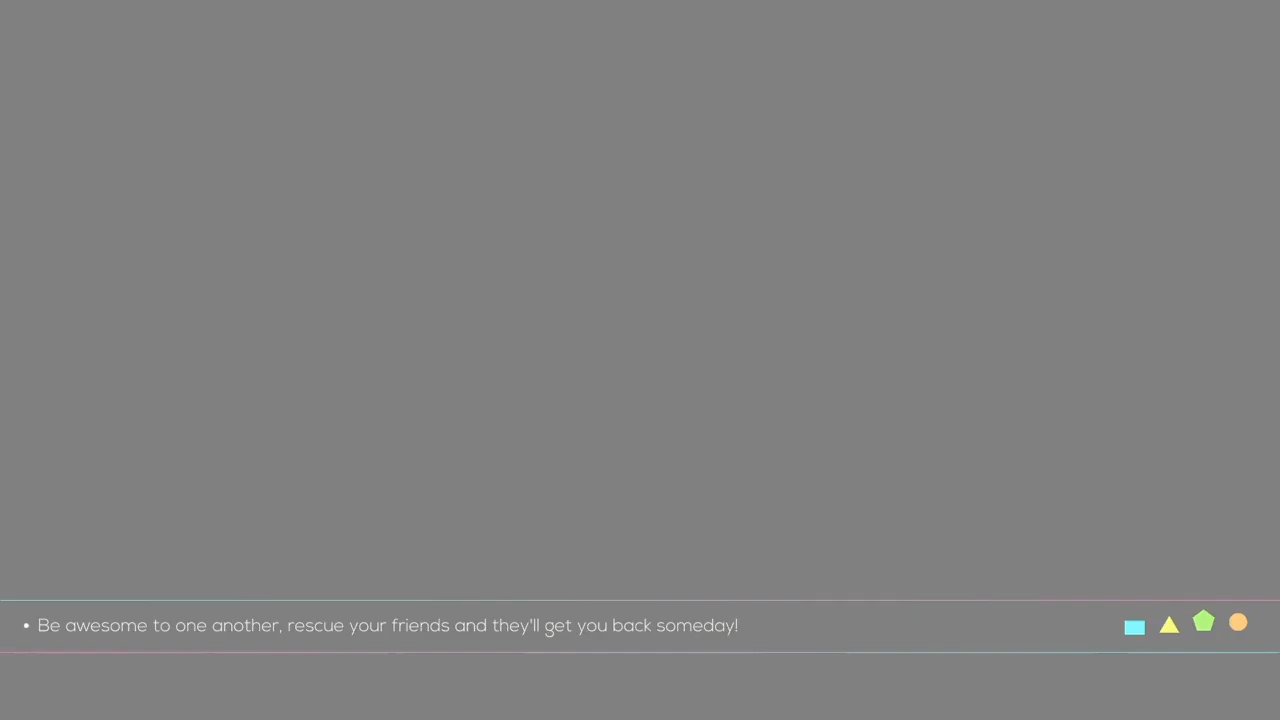 • Be awesome to one another, rescue your friends and they'll get you back someday!